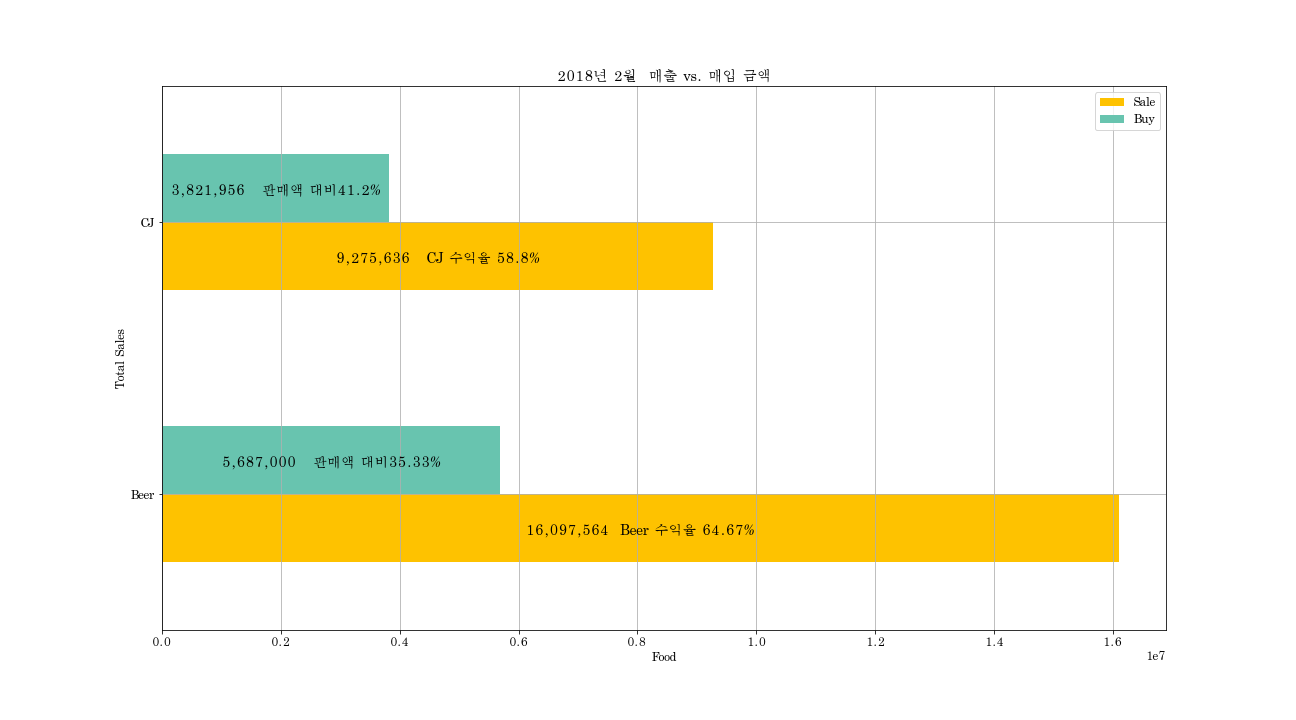 2018년 2월 매출 vs. 매입 금액
Sale
Buy
3,821,956 판매액 대비41.2%
CJ
9,275,636 CJ 수익율 58.8%
Total Sales
5,687,000 판매액 대비35.33%
Beer
16,097,564 Beer 수익율 64.67%
0.0 0.2 0.4 0.6 0.8 1.0 1.2 1.4 1.6
Food
1e7